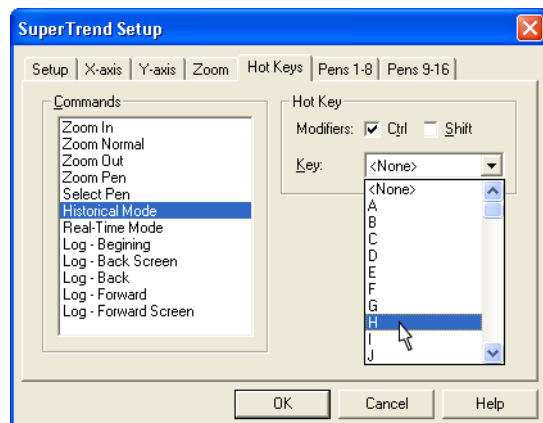 SuperTrend Setup
Setup X-axis Y-axis Zoom Hot Keys Pens 1-8 Pens 9-16
Commands
Zoom In
Zoom Normal
Zoom Out
Zoom Pen
Select Pen
Historical Mode
Real-Time Mode
Log - Begining
Log - Back Screen
Log - Back
Log - Forward
Log - Forward Screen
Hot Key
Modifiers: Ctrl Shift
Key: <None>
<None>
A
B
C
D
E
F
G
H
I
J
OK Cancel Help